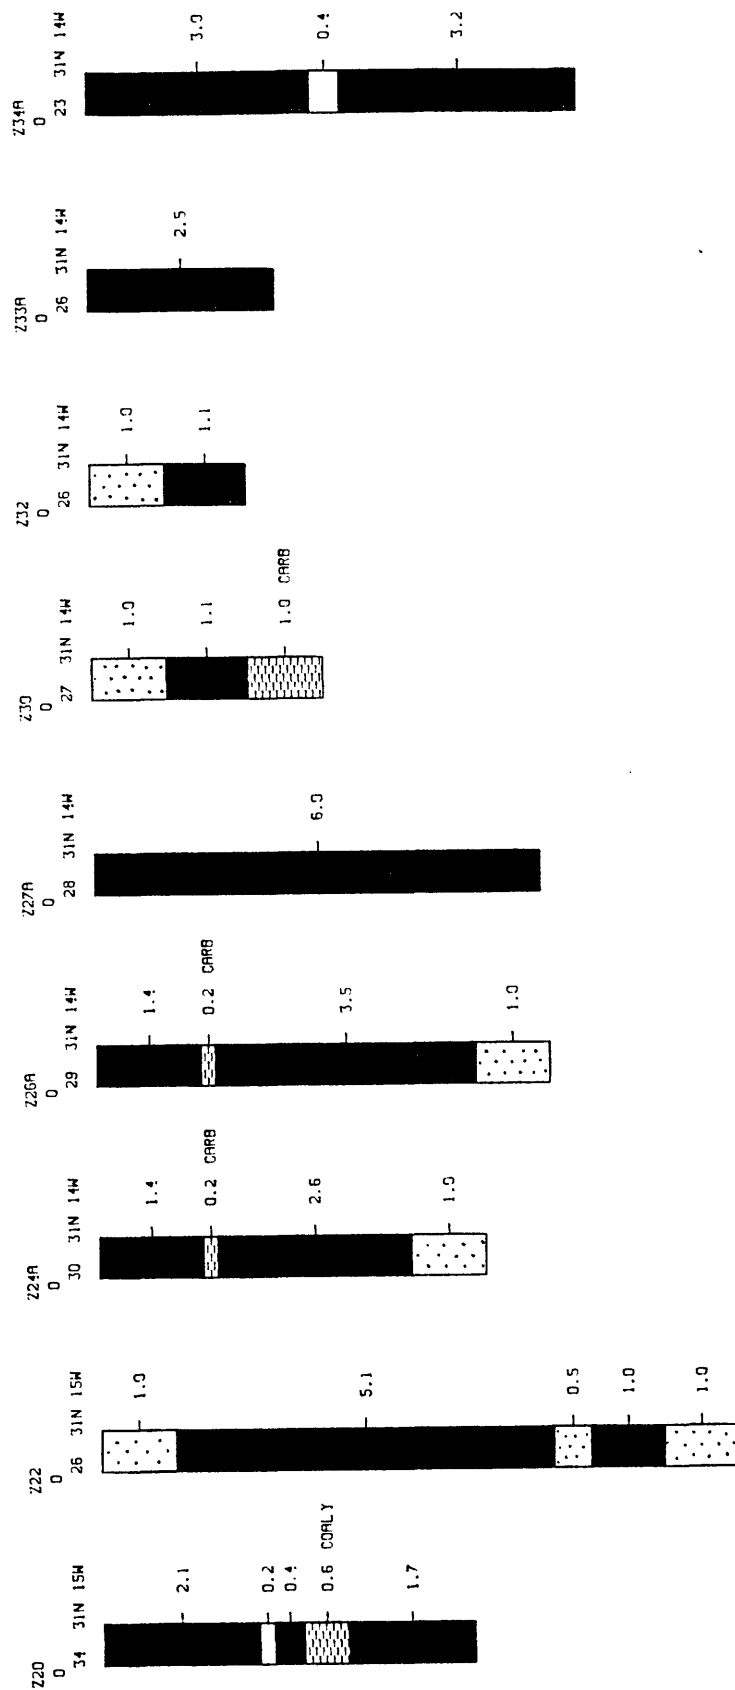 Z20
0
34 31N 15W
2.1
0.2
0.4
0.6 COALY
1.7
Z22
0
26 31N 15W
1.0
5.1
0.5
1.0
1.0
Z24A
0
30 31N 14W
1.4
0.2 CARB
2.6
1.0
Z26A
0
29 31N 14W
1.4
0.2 CARB
3.5
1.0
Z27A
0
28 31N 14W
6.0
Z30
0
27 31N 14W
1.0
1.1
1.0 CARB
Z32
0
26 31N 14W
1.0
1.1
Z33A
0
26 31N 14W
2.5
Z34A
0
23 31N 14W
3.0
0.4
3.2